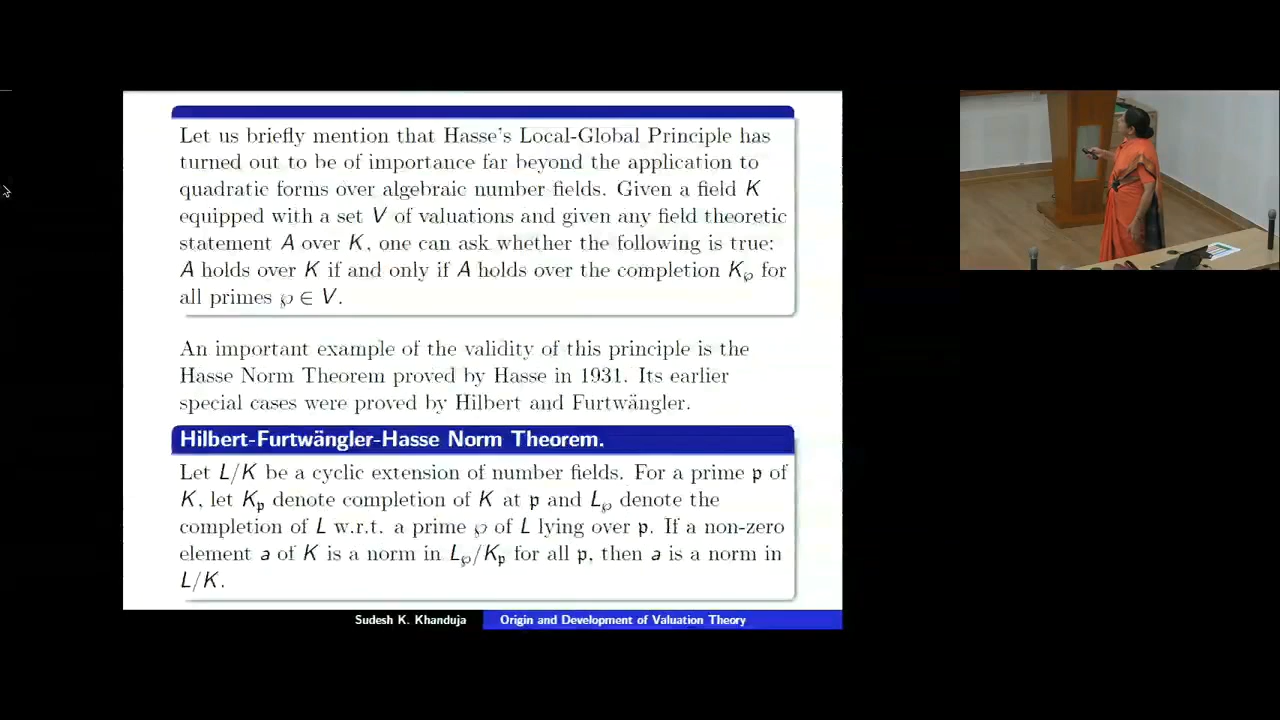 Let us briefly mention that Hasse's Local-Global Principle has
turned out to be of importance far beyond the application to
quadratic forms over algebraic number fields. Given a field K
equipped with a set V of valuations and given any field theoretic
statement A over K, one can ask whether the following is true:
A holds over K if and only if A holds over the completion K℘ for
all primes ℘ ∈ V.
An important example of the validity of this principle is the
Hasse Norm Theorem proved by Hasse in 1931. Its earlier
special cases were proved by Hilbert and Furtwängler.
Hilbert-Furtwängler-Hasse Norm Theorem.
Let L/K be a cyclic extension of number fields. For a prime 𝔭 of
K, let K𝔭 denote completion of K at 𝔭 and L℘ denote the
completion of L w.r.t. a prime ℘ of L lying over 𝔭. If a non-zero
element a of K is a norm in L℘/K𝔭 for all 𝔭, then a is a norm in
L/K.
Sudesh K. Khanduja Origin and Development of Valuation Theory